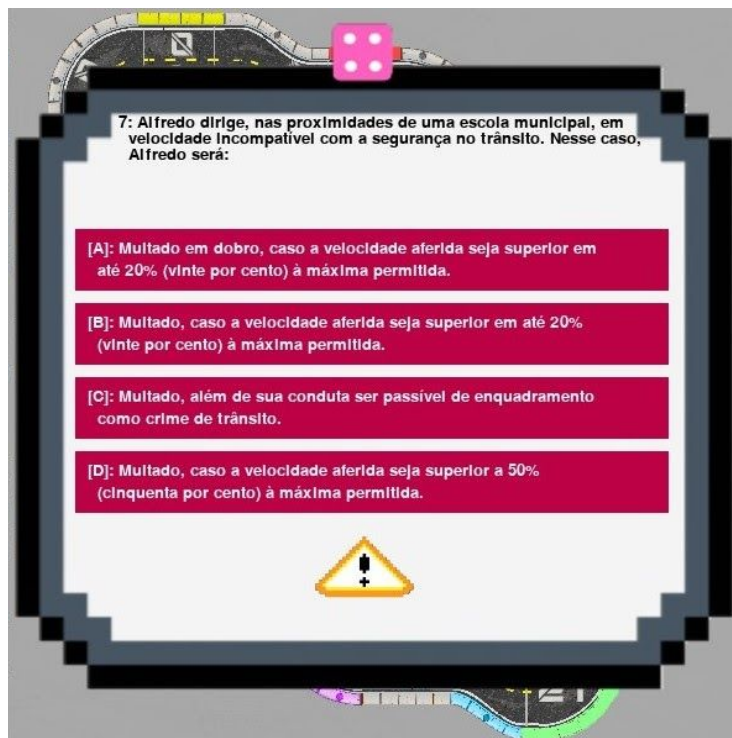 7: Alfredo dirige, nas proximidades de uma escola municipal, em
velocidade incompatível com a segurança no trânsito. Nesse caso,
Alfredo será:
[A]: Multado em dobro, caso a velocidade aferida seja superior em
até 20% (vinte por cento) à máxima permitida.
[B]: Multado, caso a velocidade aferida seja superior em até 20%
(vinte por cento) à máxima permitida.
[C]: Multado, além de sua conduta ser passível de enquadramento
como crime de trânsito.
[D]: Multado, caso a velocidade aferida seja superior a 50%
(cinquenta por cento) à máxima permitida.